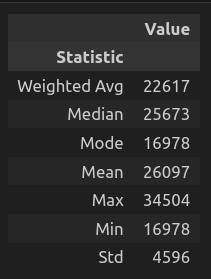 Value
Statistic
Weighted Avg 22617
Median 25673
Mode 16978
Mean 26097
Max 34504
Min 16978
Std 4596